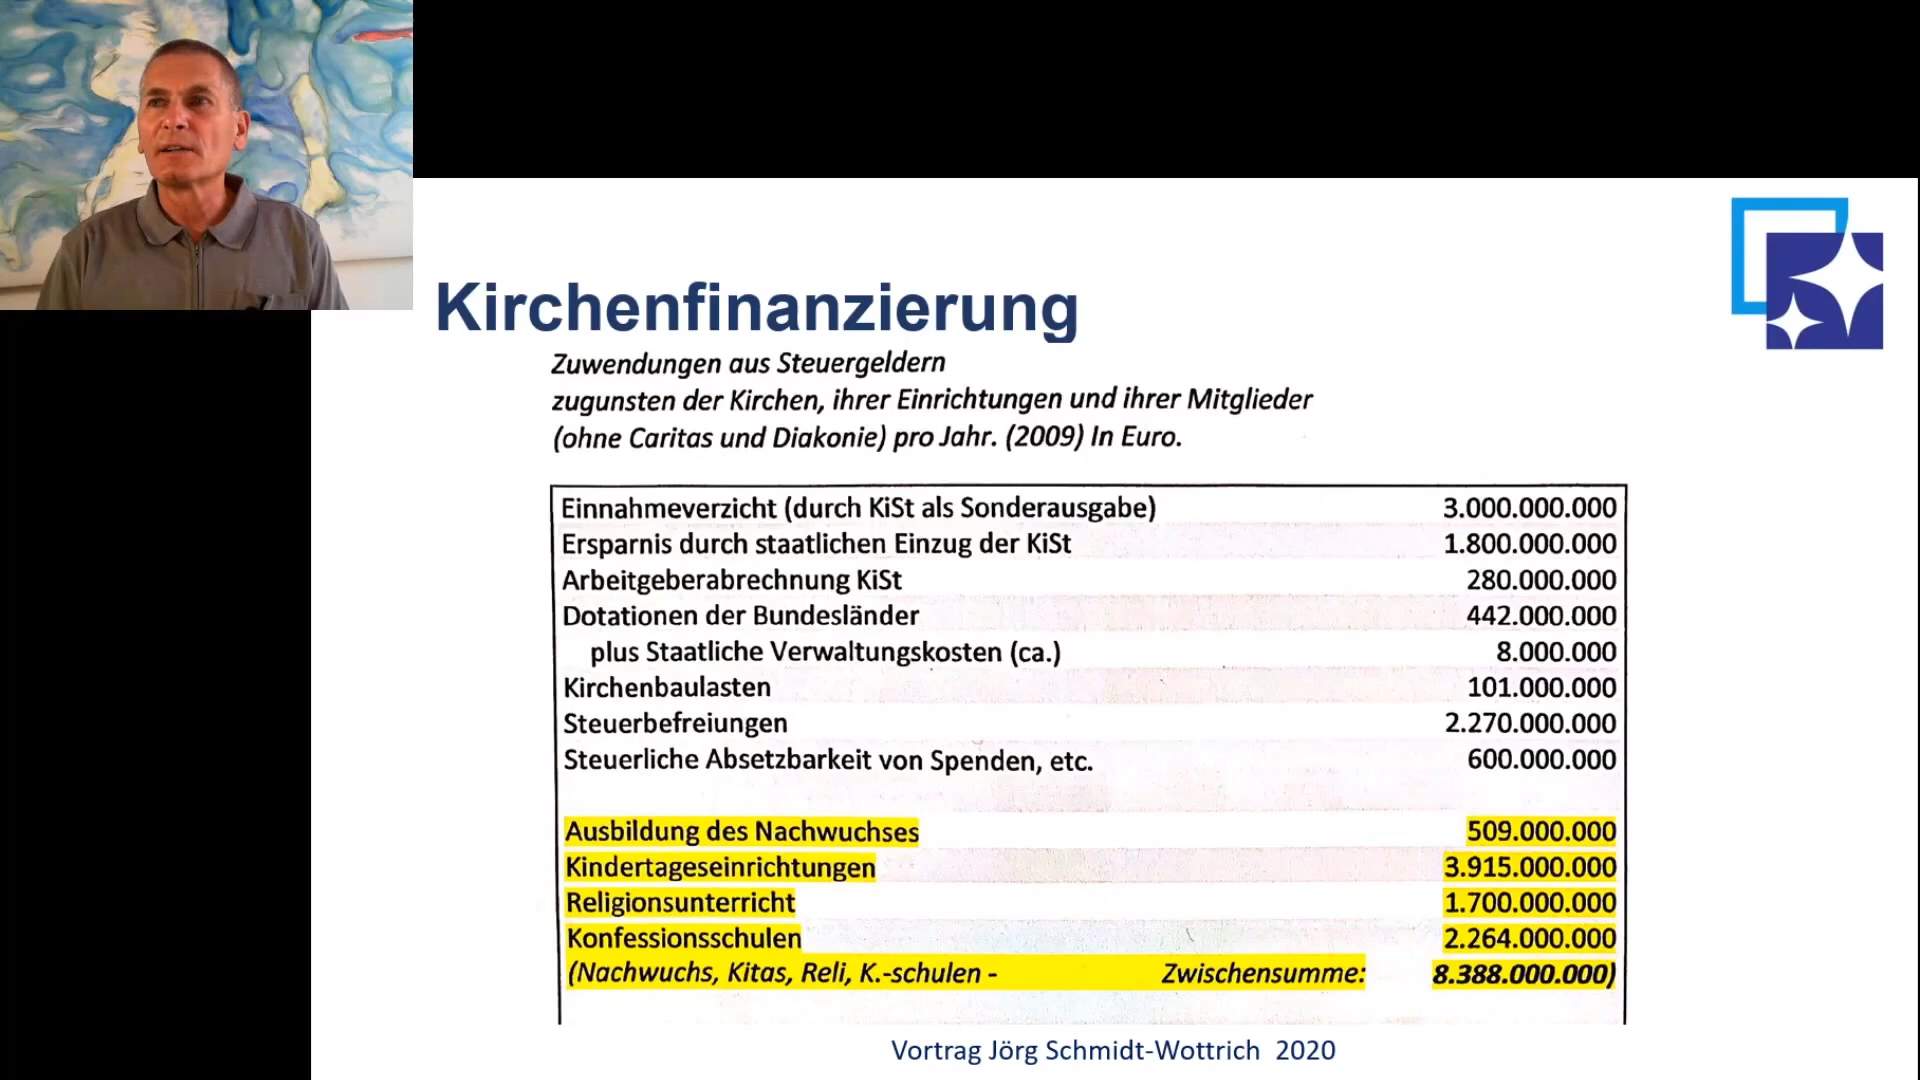 Kirchenfinanzierung
Zuwendungen aus Steuergeldern
zugunsten der Kirchen, ihrer Einrichtungen und ihrer Mitglieder
(ohne Caritas und Diakonie) pro Jahr. (2009) In Euro.
Einnahmeverzicht (durch KiSt als Sonderausgabe) 3.000.000.000
Ersparnis durch staatlichen Einzug der KiSt 1.800.000.000
Arbeitgeberabrechnung KiSt 280.000.000
Dotationen der Bundesländer 442.000.000
plus Staatliche Verwaltungskosten (ca.) 8.000.000
Kirchenbaulasten 101.000.000
Steuerbefreiungen 2.270.000.000
Steuerliche Absetzbarkeit von Spenden, etc. 600.000.000
Ausbildung des Nachwuchses 509.000.000
Kindertageseinrichtungen 3.915.000.000
Religionsunterricht 1.700.000.000
Konfessionsschulen 2.264.000.000
(Nachwuchs, Kitas, Reli, K.-schulen - Zwischensumme: 8.388.000.000)
Vortrag Jörg Schmidt-Wottrich 2020